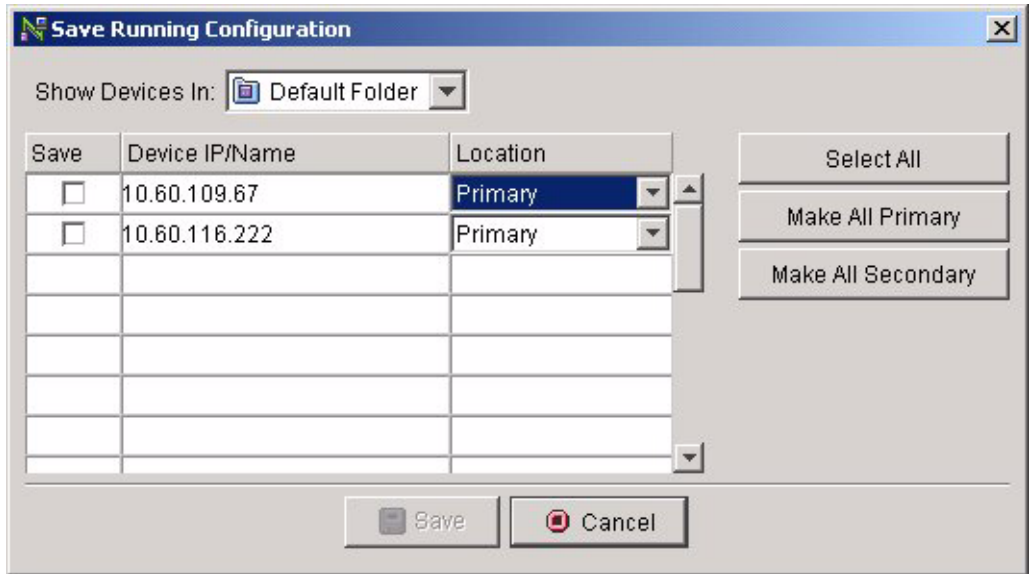 Save Running Configuration
Show Devices In: Default Folder
Save Device IP/Name Location
10.60.109.67 Primary
10.60.116.222 Primary
Select All
Make All Primary
Make All Secondary
Save Cancel